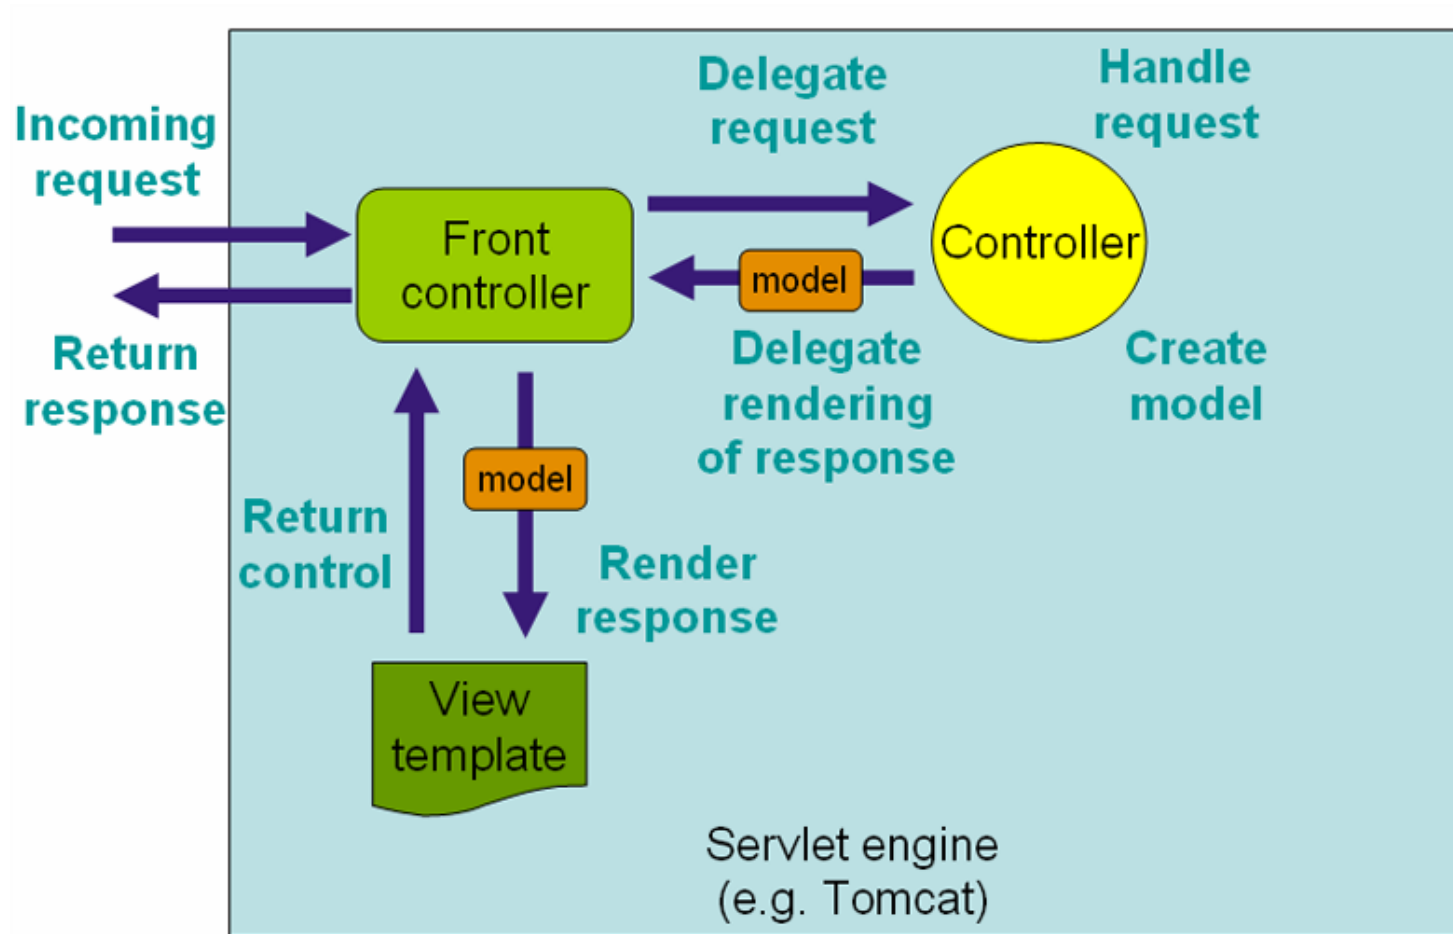 Incoming
request
Return
response
Front
controller
Delegate
request
Handle
request
Controller
model
Delegate
rendering
of response
Create
model
model
Return
control
Render
response
View
template
Servlet engine
(e.g. Tomcat)